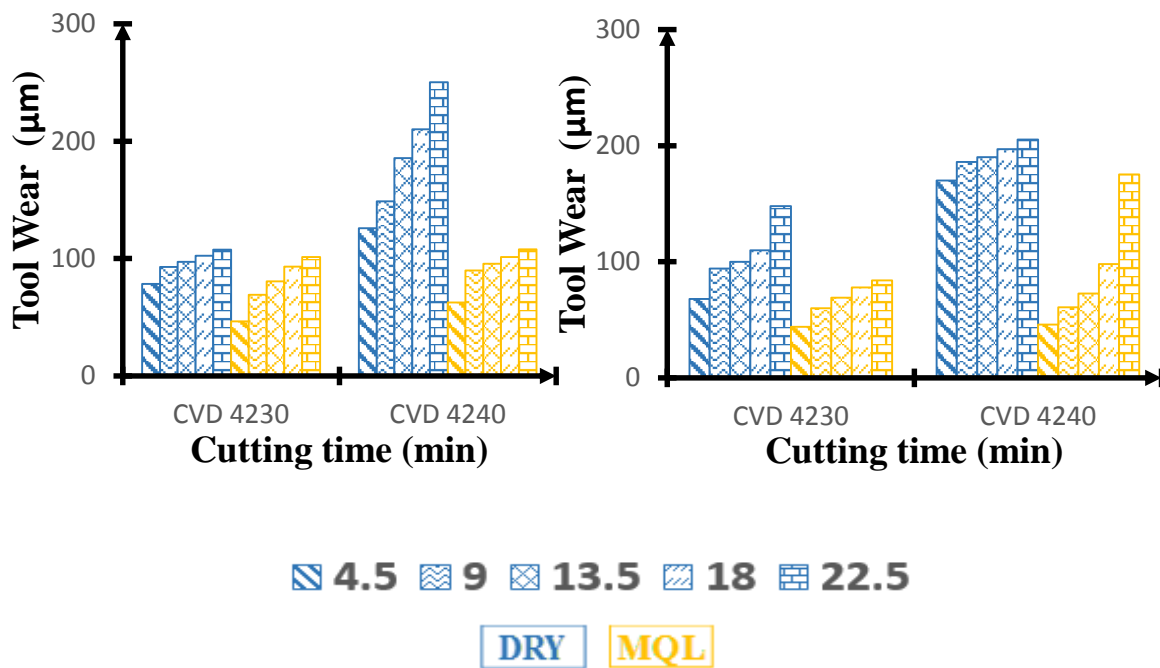 300
200
100
0
Tool Wear (µm)
CVD 4230
CVD 4240
Cutting time (min)
300
200
100
0
Tool Wear (µm)
CVD 4230
CVD 4240
Cutting time (min)
4.5 9 13.5 18 22.5
DRY MQL